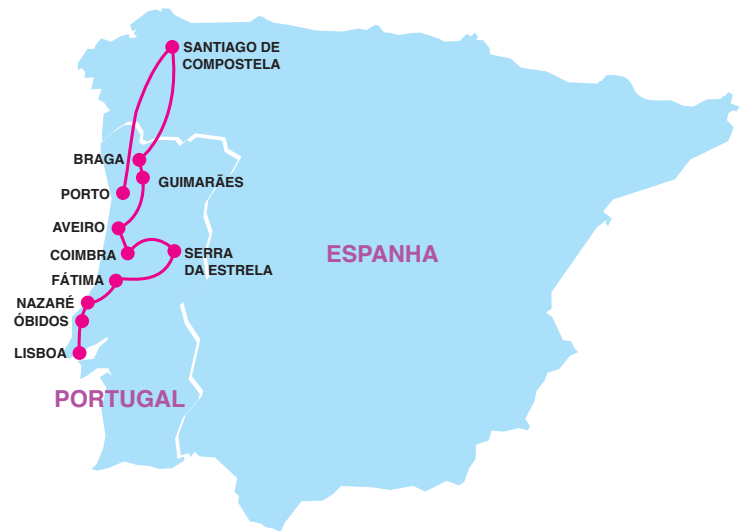 SANTIAGO DE
COMPOSTELA
BRAGA
GUIMARÃES
PORTO
AVEIRO
COIMBRA
SERRA
DA ESTRELA
ESPANHA
FÁTIMA
NAZARÉ
ÓBIDOS
LISBOA
PORTUGAL